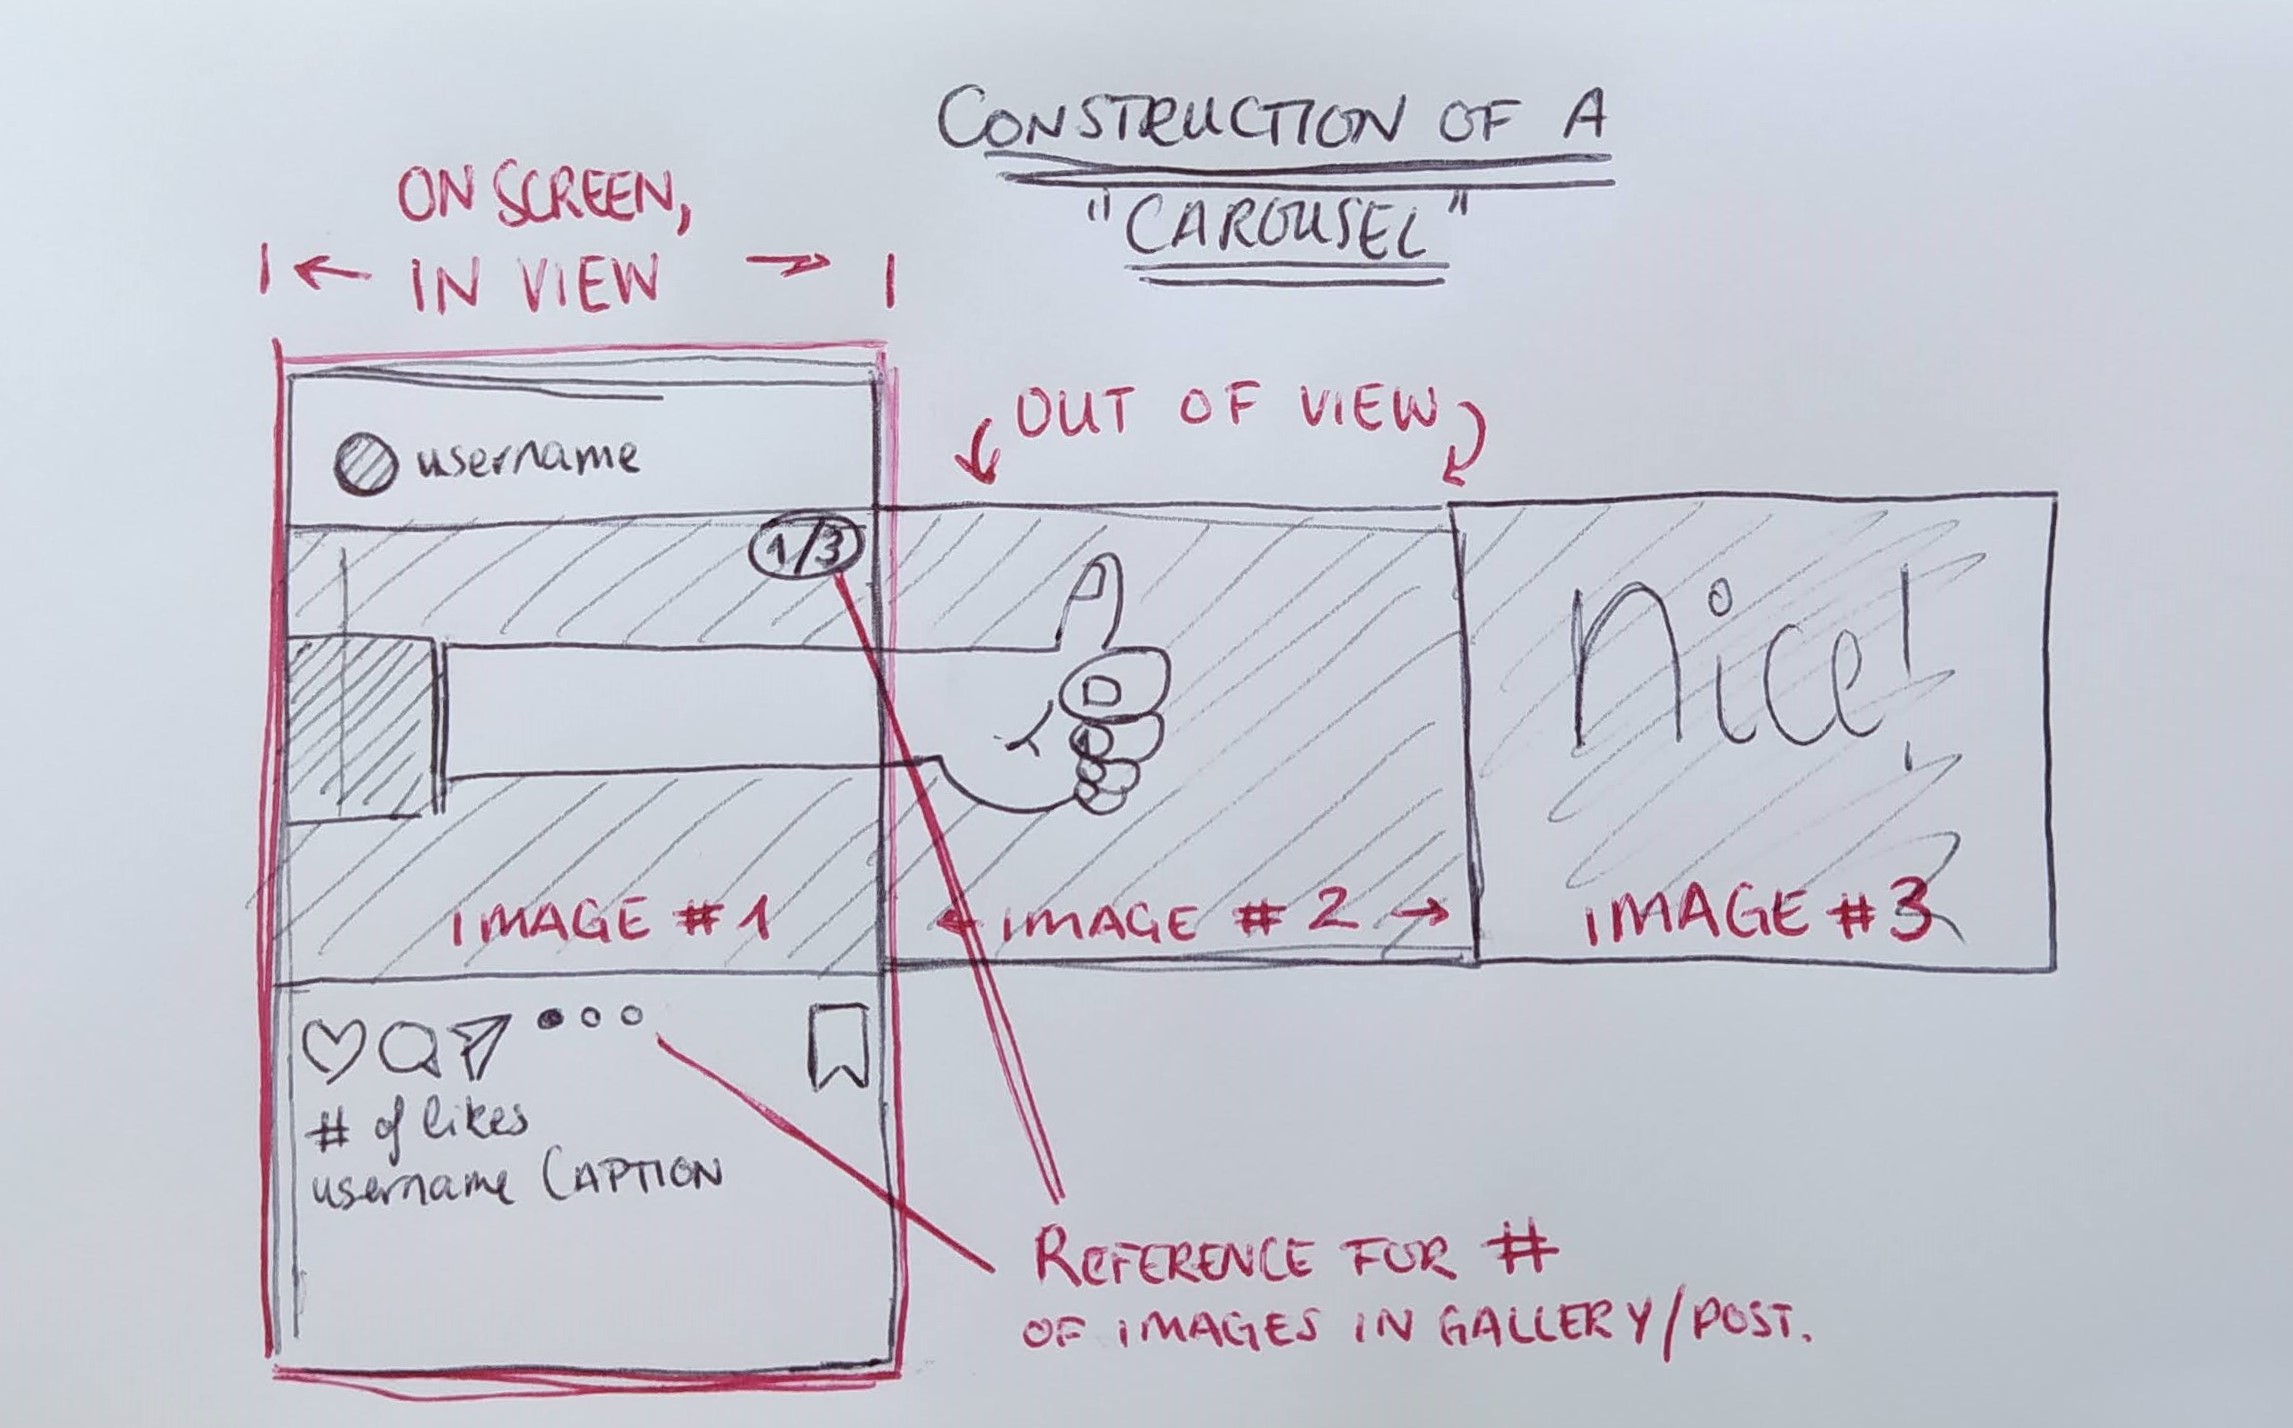 CONSTRUCTION OF A
"CAROUSEL"
ON SCREEN,
IN VIEW
OUT OF VIEW
username
1/3
Nice!
IMAGE # 1
IMAGE # 2
IMAGE # 3
# of likes
username CAPTION
REFERENCE FOR #
OF IMAGES IN GALLERY/POST.